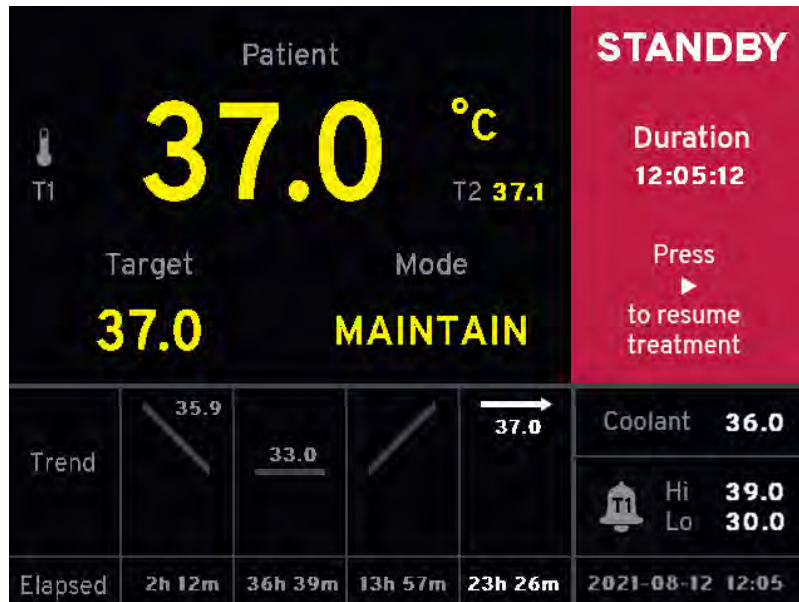 Patient
37.0 °C
T1
T2 37.1
Target
37.0
Mode
MAINTAIN
STANDBY
Duration
12:05:12
Press
▶
to resume
treatment
Trend
35.9
33.0
37.0
Elapsed
2h 12m
36h 39m
13h 57m
23h 26m
Coolant 36.0
T1
Hi 39.0
Lo 30.0
2021-08-12 12:05